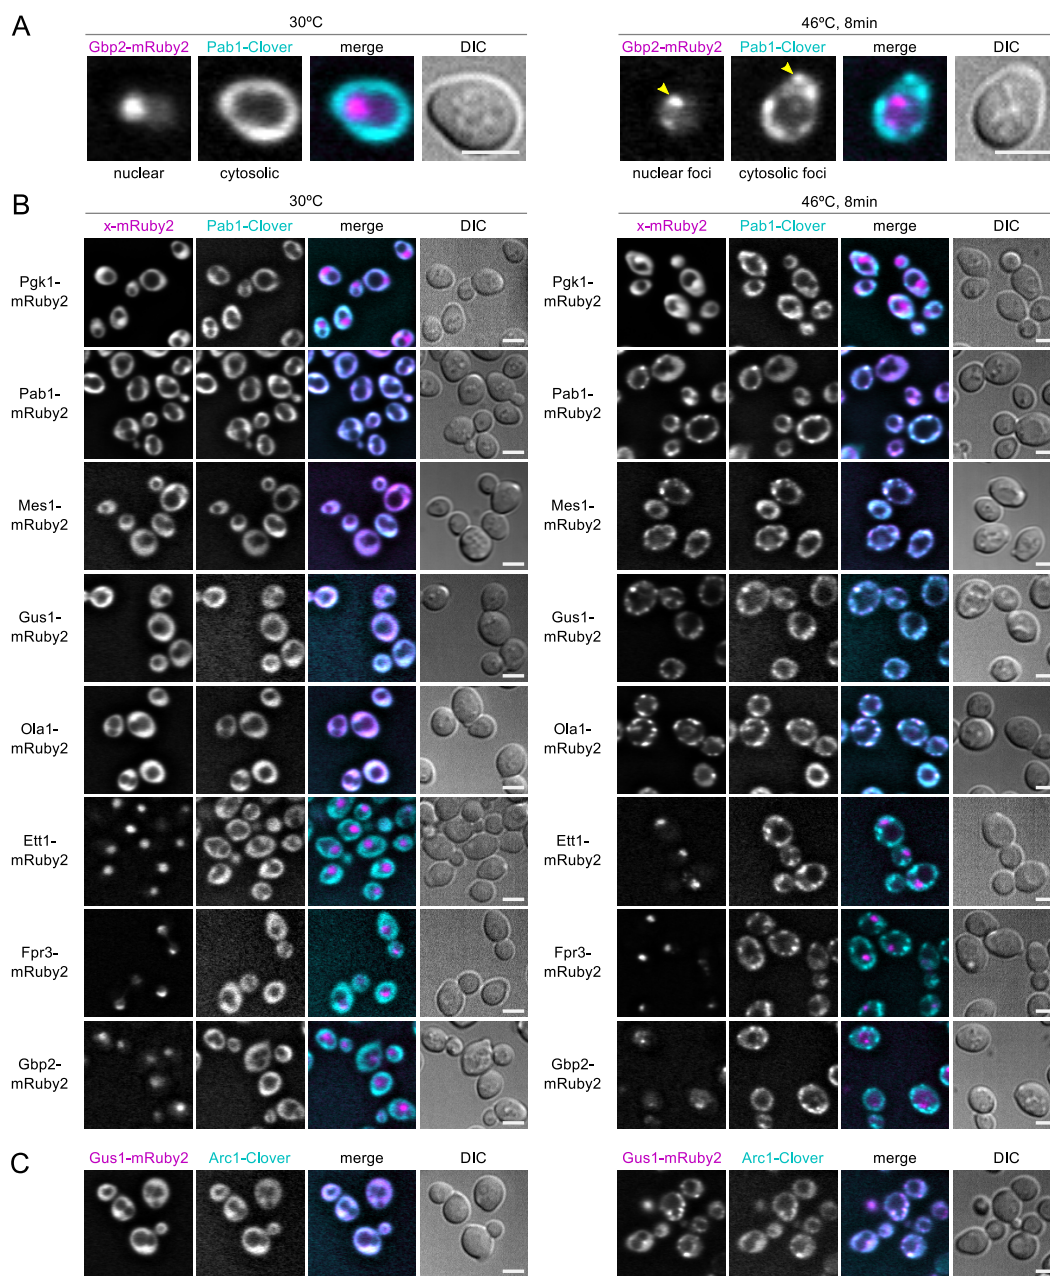 A
30ºC
46ºC, 8min
Gbp2-mRuby2 Pab1-Clover merge DIC
Gbp2-mRuby2 Pab1-Clover merge DIC
nuclear cytosolic
nuclear foci cytosolic foci
B
30ºC
46ºC, 8min
x-mRuby2 Pab1-Clover merge DIC
x-mRuby2 Pab1-Clover merge DIC
Pgk1-
mRuby2
Pgk1-
mRuby2
Pab1-
mRuby2
Pab1-
mRuby2
Mes1-
mRuby2
Mes1-
mRuby2
Gus1-
mRuby2
Gus1-
mRuby2
Ola1-
mRuby2
Ola1-
mRuby2
Ett1-
mRuby2
Ett1-
mRuby2
Fpr3-
mRuby2
Fpr3-
mRuby2
Gbp2-
mRuby2
Gbp2-
mRuby2
C
Gus1-mRuby2 Arc1-Clover merge DIC
Gus1-mRuby2 Arc1-Clover merge DIC